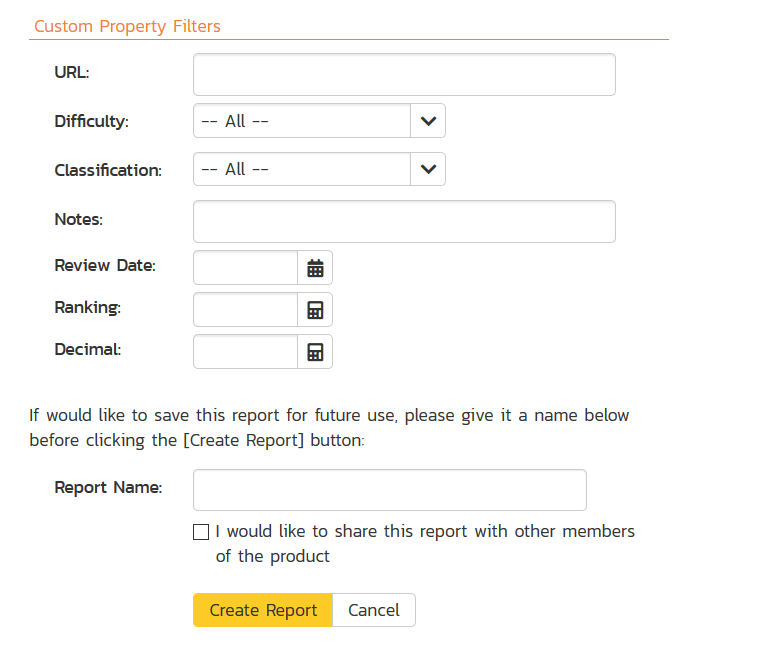 Custom Property Filters
URL:
Difficulty: -- All --
Classification: -- All --
Notes:
Review Date:
Ranking:
Decimal:
If would like to save this report for future use, please give it a name below
before clicking the [Create Report] button:
Report Name:
I would like to share this report with other members
of the product
Create Report Cancel